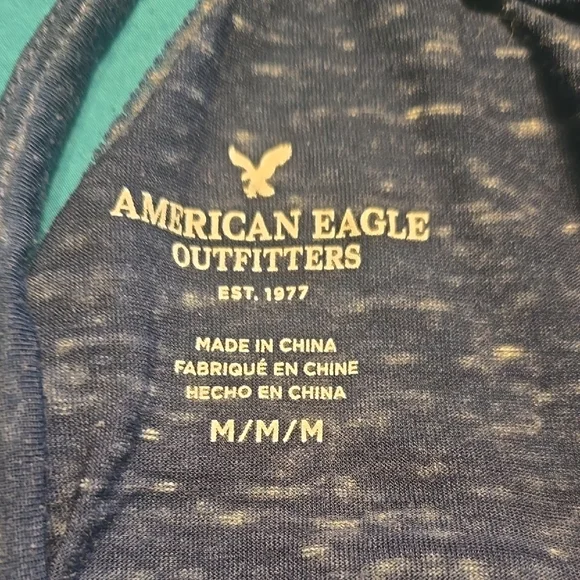 AMERICAN EAGLE
OUTFITTERS
EST. 1977
MADE IN CHINA
FABRIQUÉ EN CHINE
HECHO EN CHINA
M/M/M